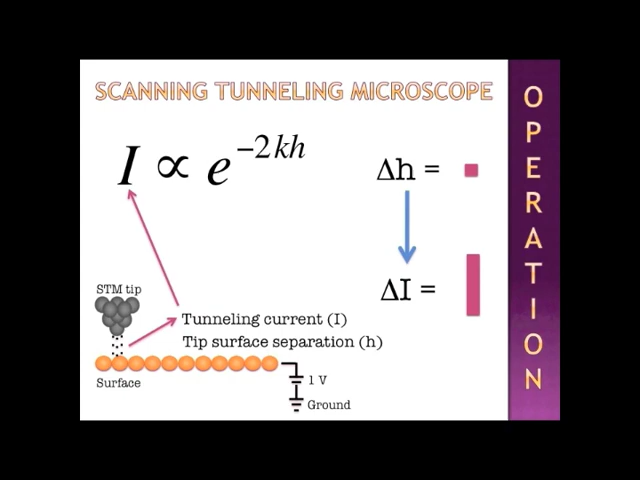 SCANNING TUNNELING MICROSCOPE
I ∝ e^{-2kh}
Δh =
ΔI =
STM tip
Tunneling current (I)
Tip surface separation (h)
Surface
1 V
Ground
OPERATION